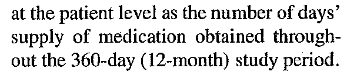 at the patient level as the number of days’
supply of medication obtained through-
out the 360-day (12-month) study period.